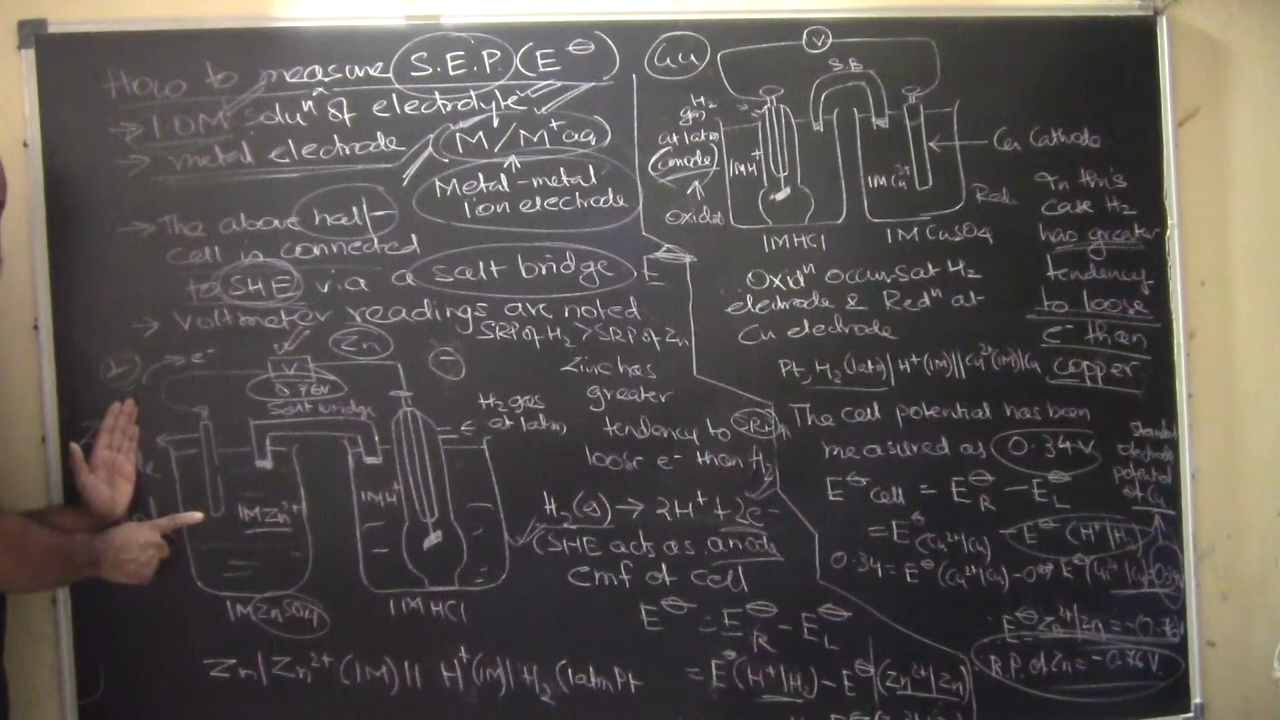 How to measure S.E.P. (E⊖)
→ 1.0M soluⁿ of electrolyte
→ metal electrode (M/M⁺aq)
Metal-metal
ion electrode
→ The above half-
cell is connected
to SHE via a salt bridge
→ Voltmeter readings are noted
SRP of H₂ > SRP of Zn
Zn
⊖
→ e⁻
V
0.76V
Salt bridge
H₂ gas
at 1atm
1M Zn²⁺
1M H⁺
1M ZnSO₄
1M HCl
Zinc has
greater
tendency to
loose e⁻ than H₂
H₂(g) → 2H⁺ + 2e⁻
(SHE acts as anode
emf of cell
E⊖ = E⊖R - E⊖L
= E⊖(H⁺|H₂) - E⊖(Zn²⁺|Zn)
Zn|Zn²⁺(1M)|| H⁺(1M)|H₂(1atm Pt
Cu
V
S.B
H₂
gas
at 1atm
(anode)
Oxidⁿ
1M H⁺
1M Cu²⁺
Cu Cathode
Red.
1M HCl
1M CuSO₄
In this
case H₂
has greater
tendency
to loose
e⁻ than
copper
Oxidⁿ occurs at H₂
electrode & Redⁿ at
Cu electrode
Pt, H₂(1atm)|H⁺(1M)||Cu²⁺(1M)|Cu
The cell potential has been
measured as 0.34V
E⊖cell = E⊖R - E⊖L
= E⊖(Cu²⁺|Cu) - E⊖(H⁺|H₂)
0.34 = E⊖(Cu²⁺|Cu) - 0
Standard
electrode
potential
of Cu
E⊖ Zn²⁺/Zn = -0.76V
R.P. of Zn = -0.76V